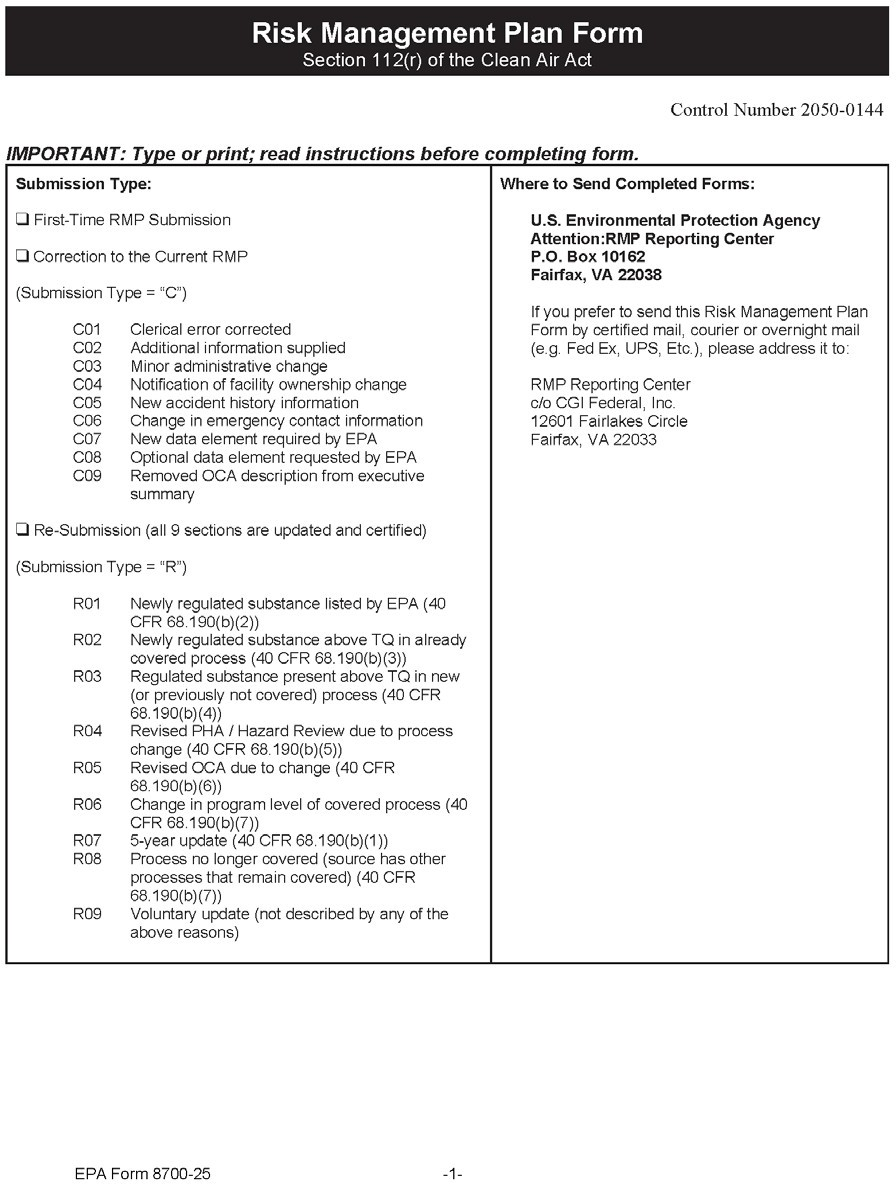 Risk Management Plan Form
Section 112(r) of the Clean Air Act
Control Number 2050-0144
IMPORTANT: Type or print; read instructions before completing form.
Submission Type:
❑ First-Time RMP Submission
❑ Correction to the Current RMP
(Submission Type = “C”)
C01 Clerical error corrected
C02 Additional information supplied
C03 Minor administrative change
C04 Notification of facility ownership change
C05 New accident history information
C06 Change in emergency contact information
C07 New data element required by EPA
C08 Optional data element requested by EPA
C09 Removed OCA description from executive
summary
❑ Re-Submission (all 9 sections are updated and certified)
(Submission Type = “R”)
R01 Newly regulated substance listed by EPA (40
CFR 68.190(b)(2))
R02 Newly regulated substance above TQ in already
covered process (40 CFR 68.190(b)(3))
R03 Regulated substance present above TQ in new
(or previously not covered) process (40 CFR
68.190(b)(4))
R04 Revised PHA / Hazard Review due to process
change (40 CFR 68.190(b)(5))
R05 Revised OCA due to change (40 CFR
68.190(b)(6))
R06 Change in program level of covered process (40
CFR 68.190(b)(7))
R07 5-year update (40 CFR 68.190(b)(1))
R08 Process no longer covered (source has other
processes that remain covered) (40 CFR
68.190(b)(7))
R09 Voluntary update (not described by any of the
above reasons)
Where to Send Completed Forms:
U.S. Environmental Protection Agency
Attention:RMP Reporting Center
P.O. Box 10162
Fairfax, VA 22038
If you prefer to send this Risk Management Plan
Form by certified mail, courier or overnight mail
(e.g. Fed Ex, UPS, Etc.), please address it to:
RMP Reporting Center
c/o CGI Federal, Inc.
12601 Fairlakes Circle
Fairfax, VA 22033
EPA Form 8700-25
-1-